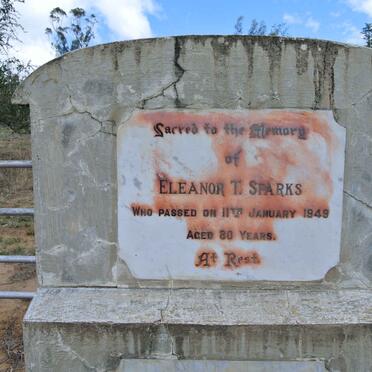 Sacred to the Memory
of
ELEANOR T. SPARKS
WHO PASSED ON 11TH JANUARY 1949
AGED 80 YEARS.
At Rest